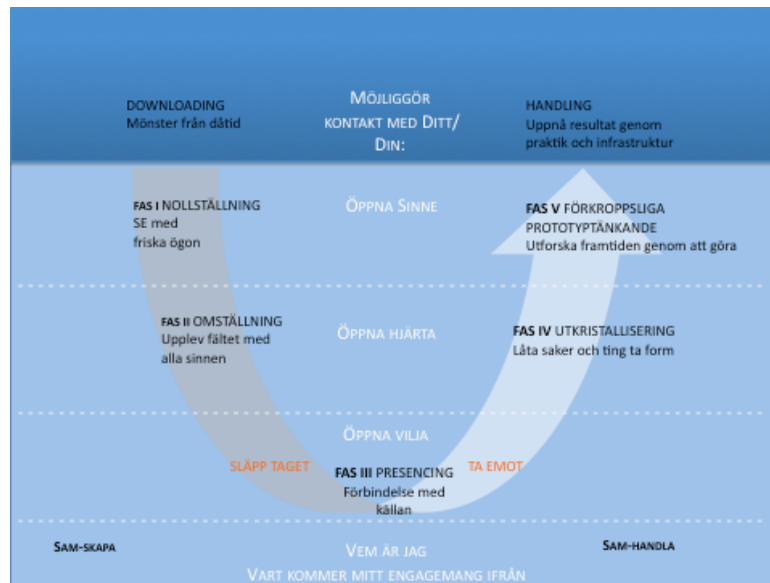 DOWNLOADING
Mönster från dåtid
MÖJLIGGÖR
KONTAKT MED DITT/
DIN:
HANDLING
Uppnå resultat genom
praktik och infrastruktur
FAS I NOLLSTÄLLNING
SE med
friska ögon
ÖPPNA SINNE
FAS V FÖRKROPPSLIGA
PROTOTYPTÄNKANDE
Utforska framtiden genom att göra
FAS II OMSTÄLLNING
Upplev fältet med
alla sinnen
ÖPPNA HJÄRTA
FAS IV UTKRISTALLISERING
Låta saker och ting ta form
ÖPPNA VILJA
SLÄPP TAGET
FAS III PRESENCING
Förbindelse med
källan
TA EMOT
SAM-SKAPA
VEM ÄR JAG
VART KOMMER MITT ENGAGEMANG IFRÅN
SAM-HANDLA